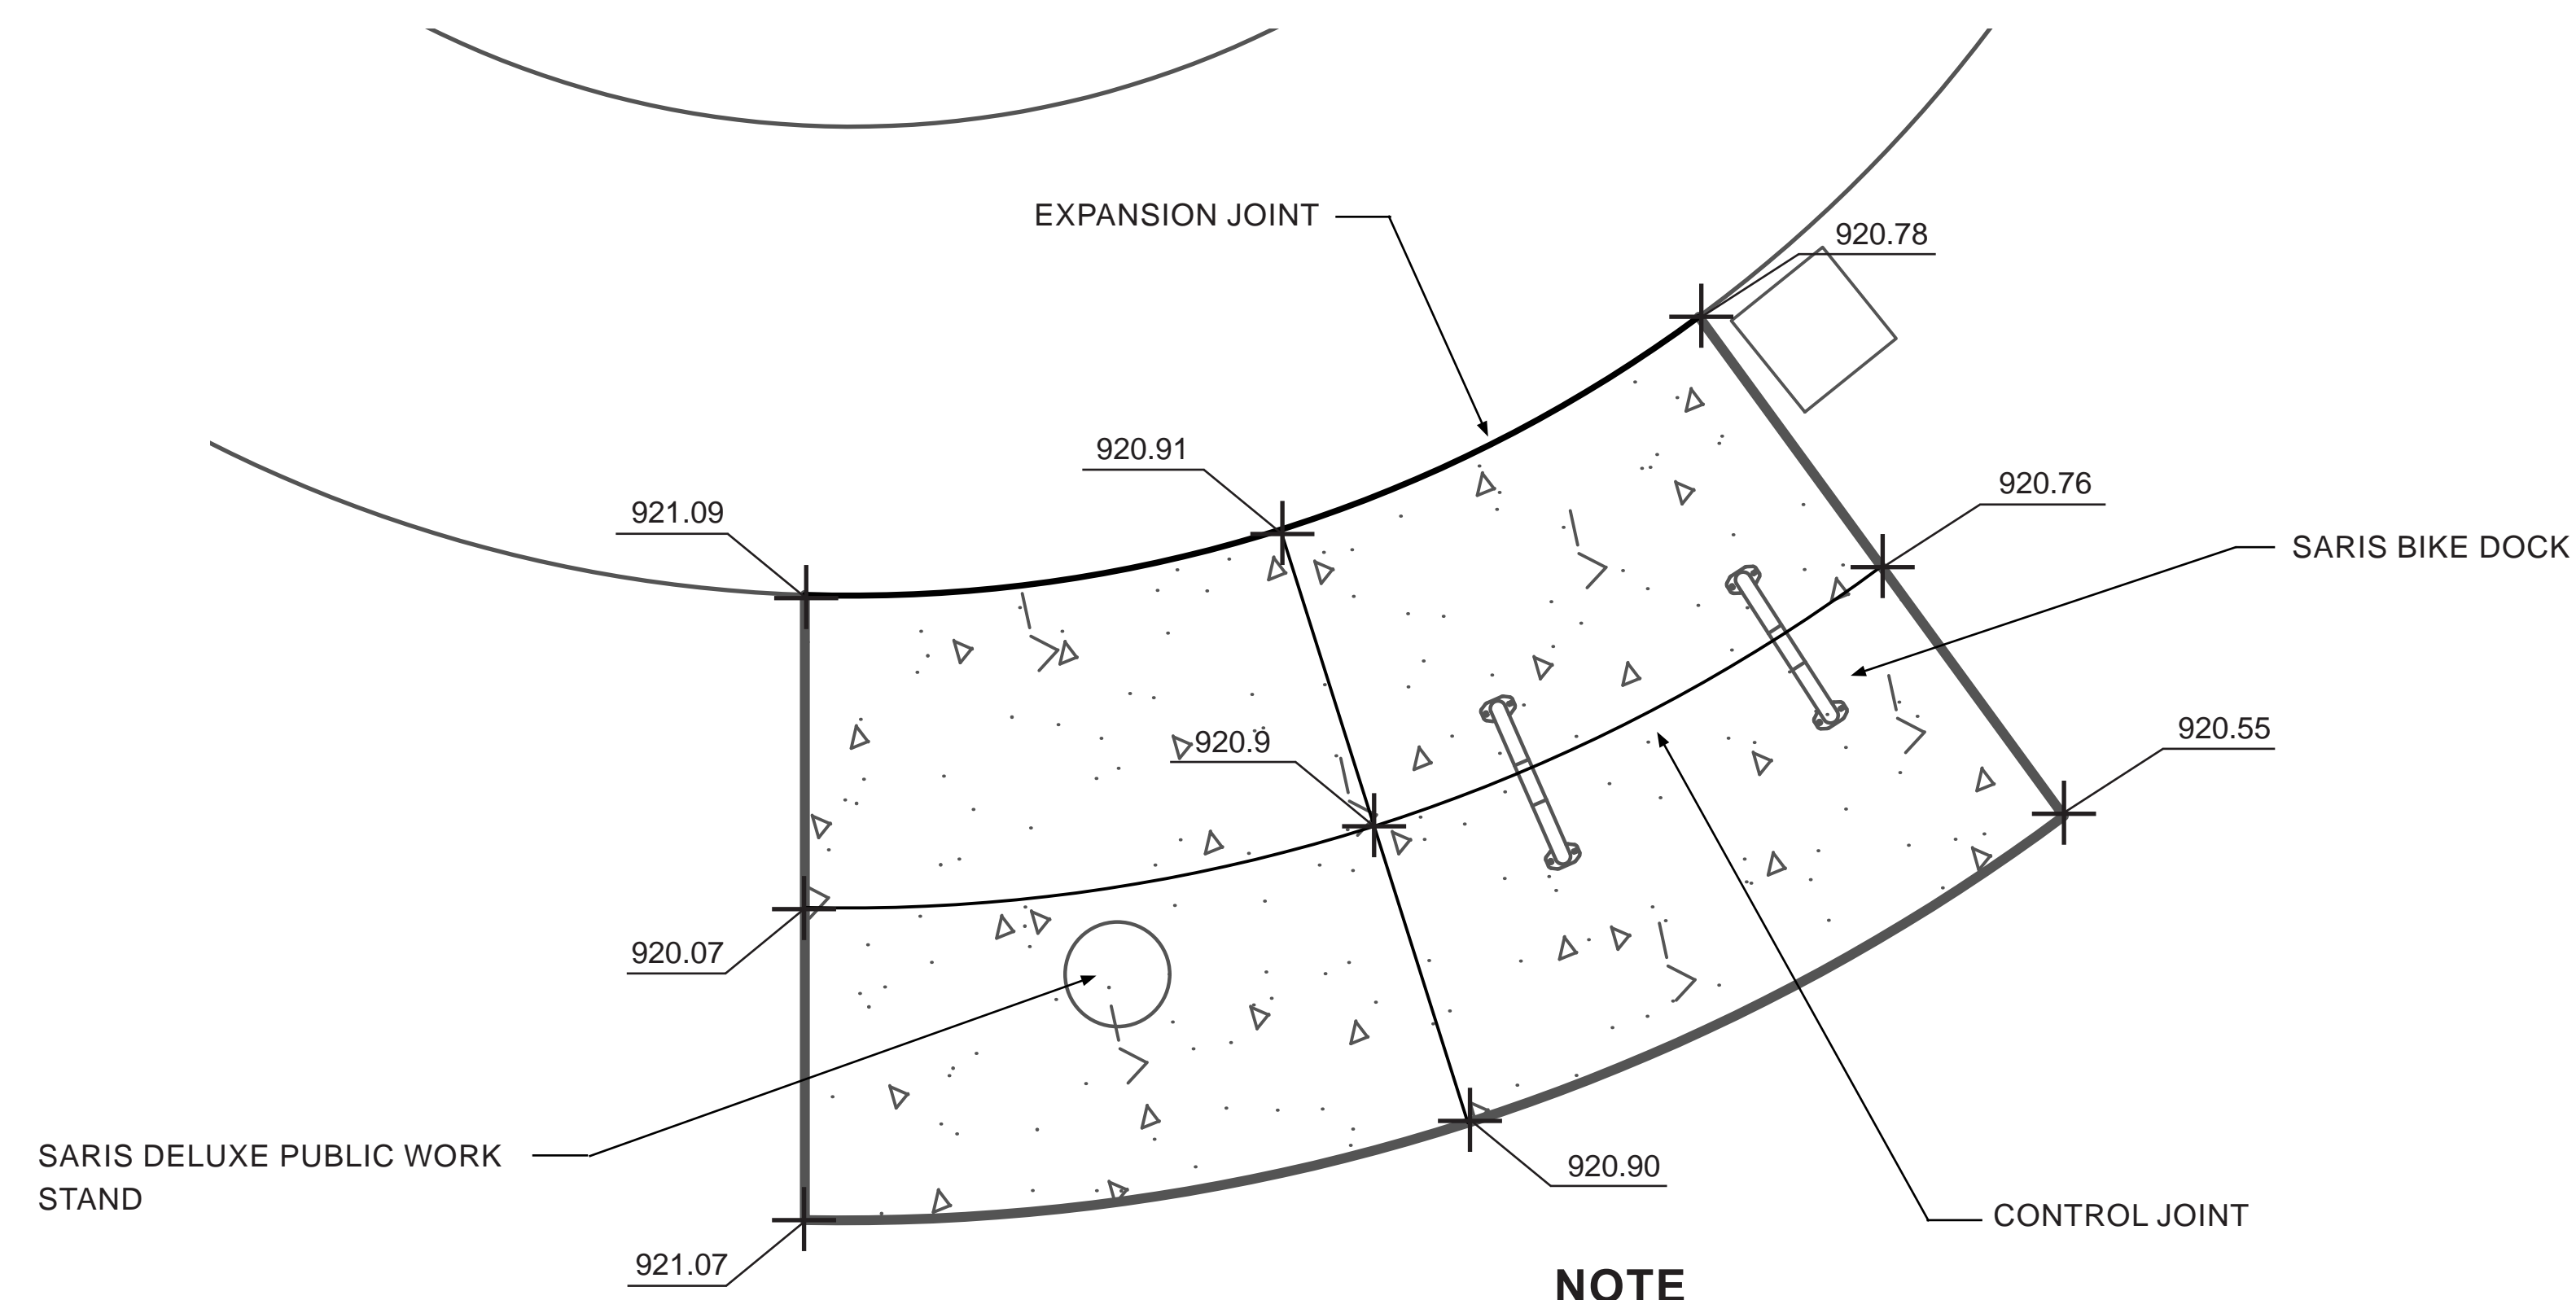 EXPANSION JOINT
920.78
920.91
920.76
921.09
SARIS BIKE DOCK
920.55
920.9
920.07
SARIS DELUXE PUBLIC WORK
STAND
920.90
CONTROL JOINT
921.07
NOTE